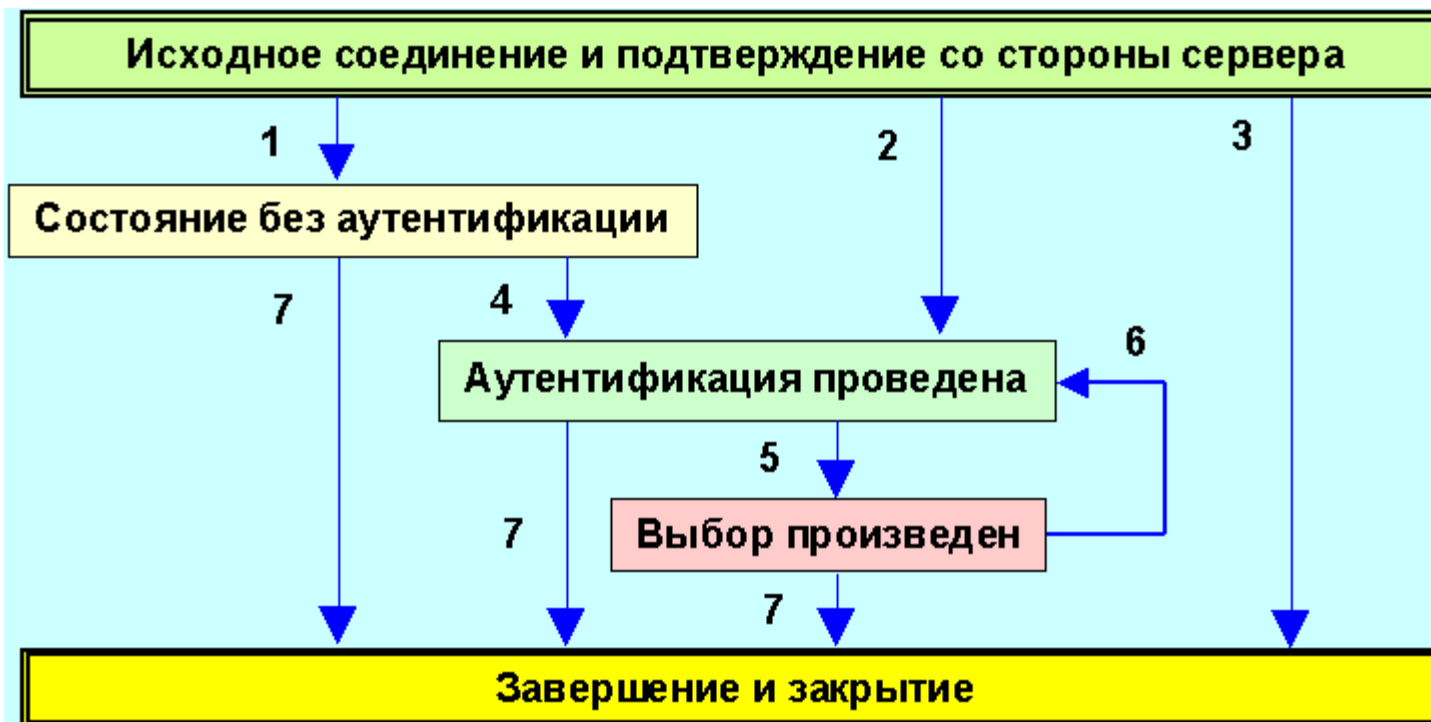 Исходное соединение и подтверждение со стороны сервера
1
2
3
Состояние без аутентификации
7
4
6
Аутентификация проведена
5
7
Выбор произведен
7
Завершение и закрытие